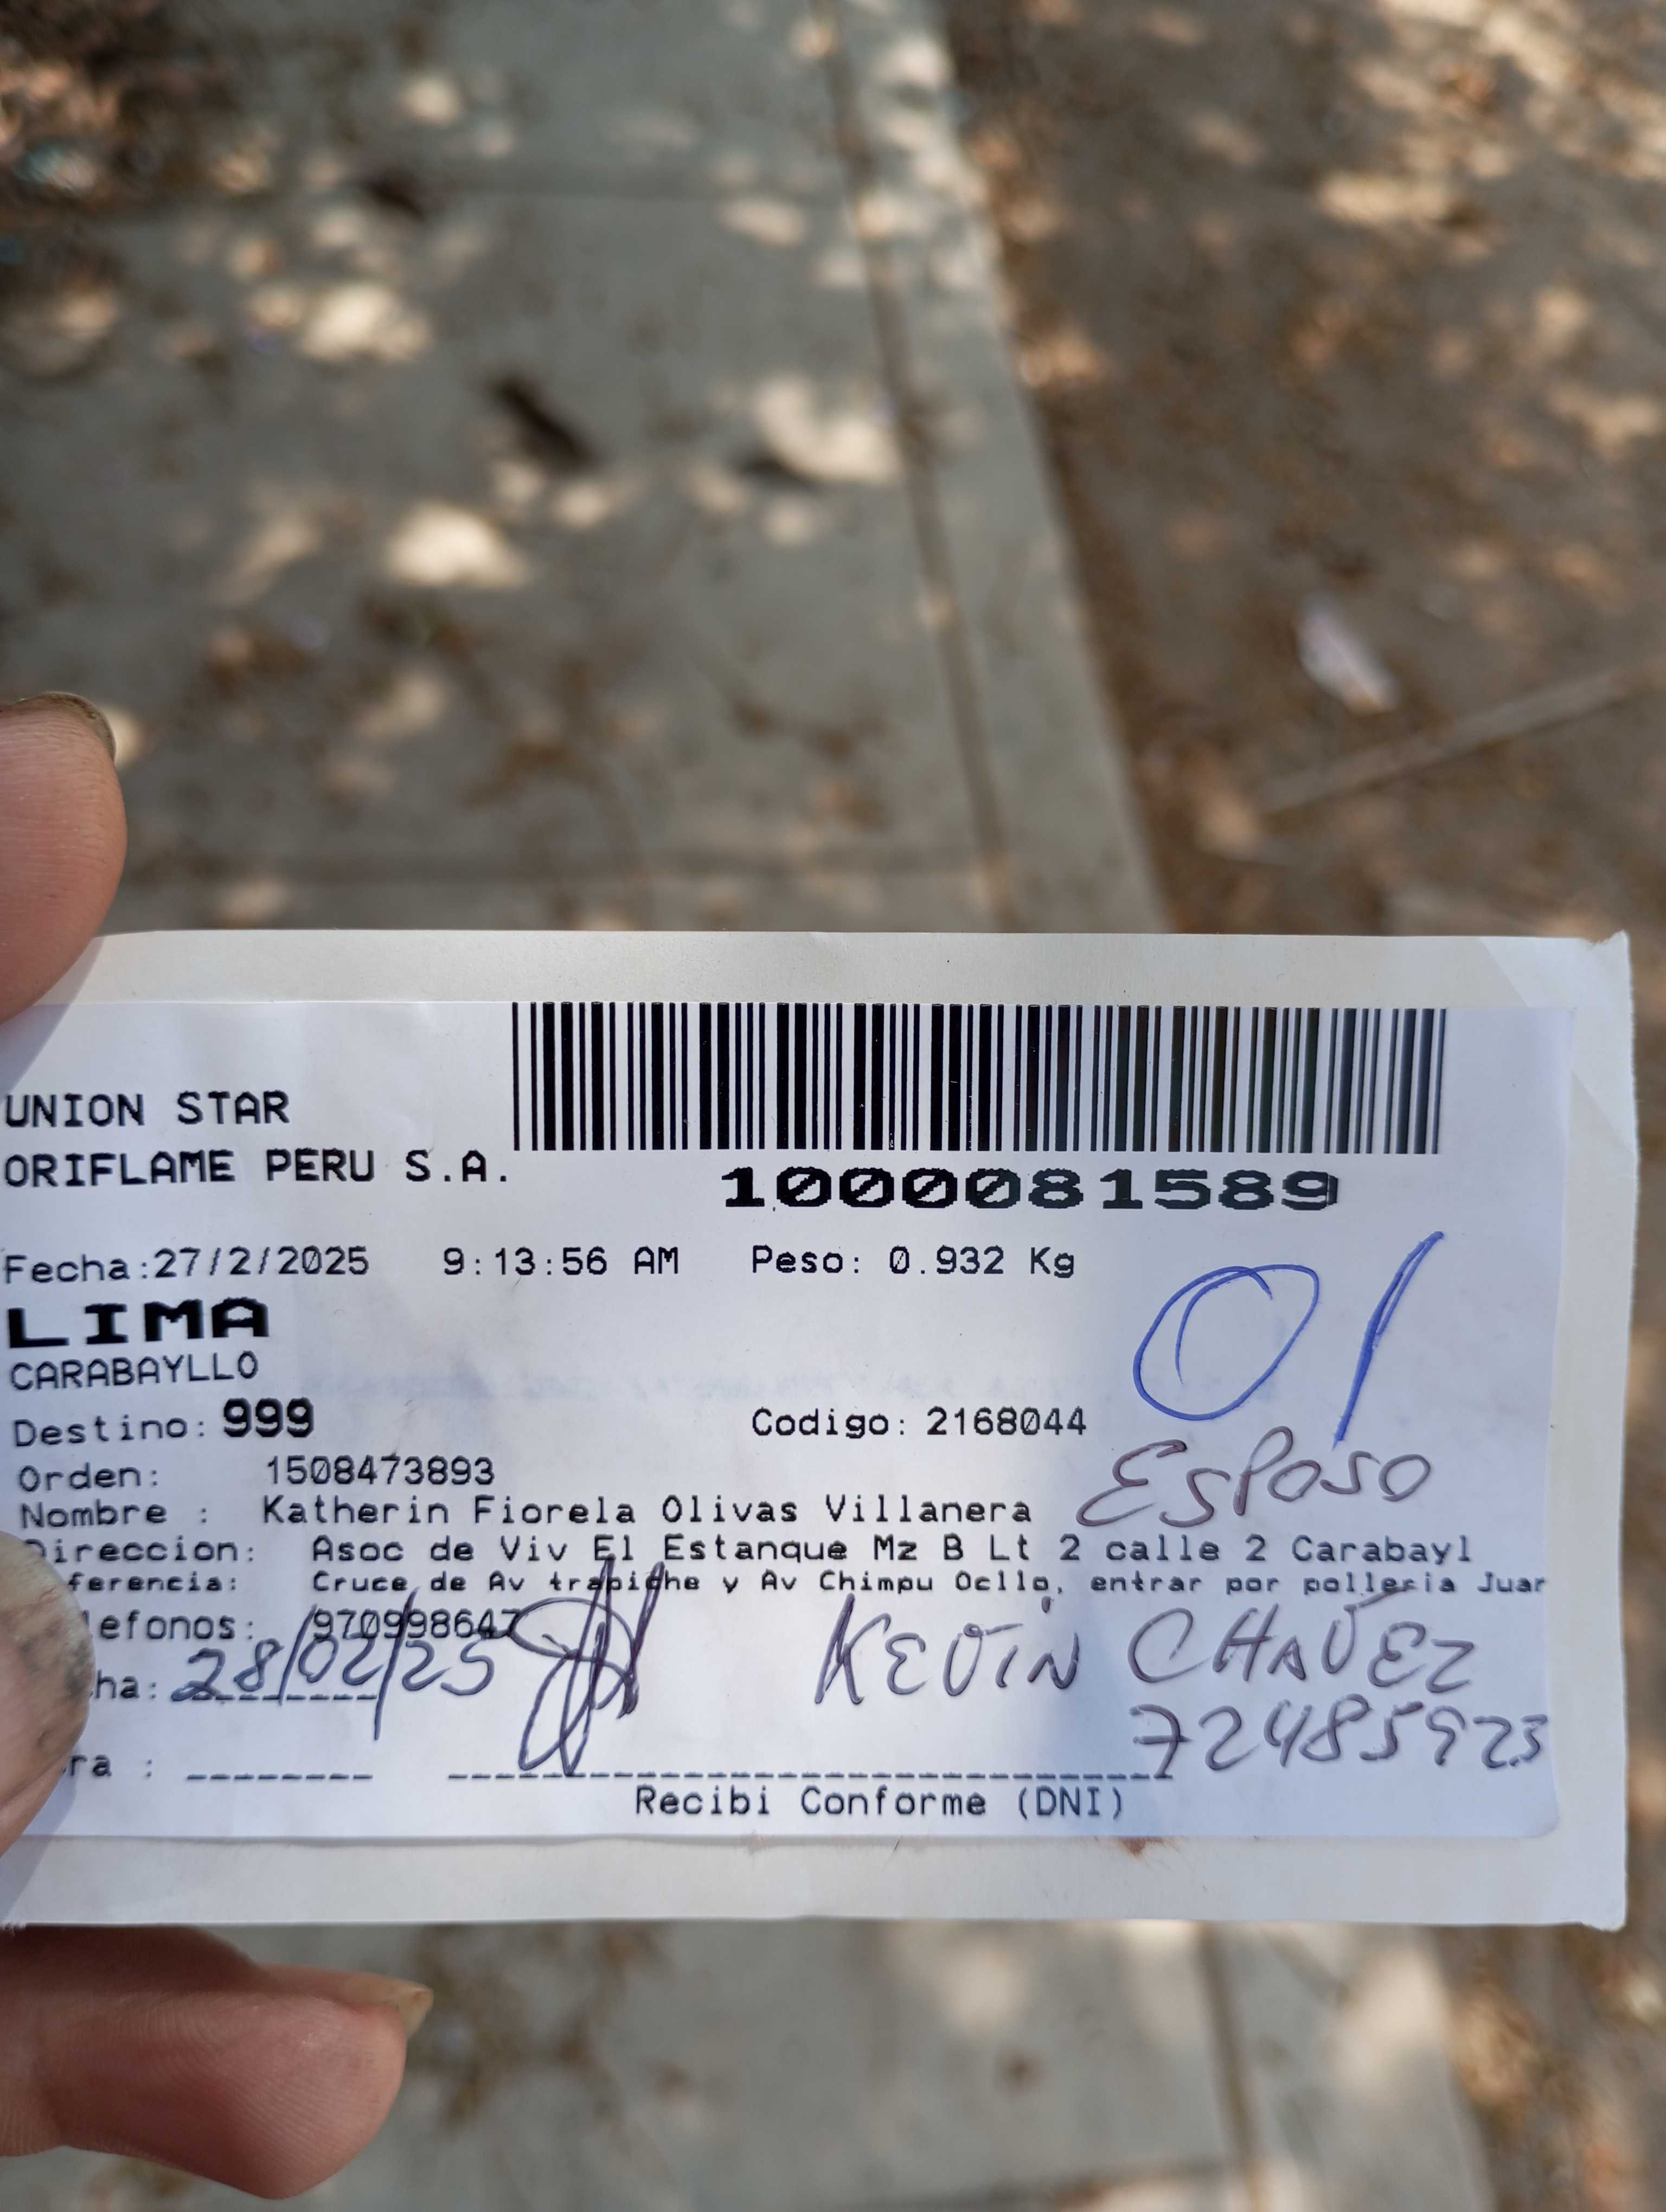 UNION STAR
ORIFLAME PERU S.A.
1000081589
Fecha:27/2/2025 9:13:56 AM Peso: 0.932 Kg
LIMA
CARABAYLLO
01
Destino: 999 Codigo: 2168044
Orden: 1508473893
ESPOSO
Nombre : Katherin Fiorela Olivas Villanera
Direccion: Asoc de Viv El Estanque Mz B Lt 2 calle 2 Carabayl
ferencia: Cruce de Av trapiche y Av Chimpu Ocllo, entrar por polleria Juar
lefonos: 970998647
ha: 28/02/25 KEVIN CHAVEZ
72485923
ra :
Recibi Conforme (DNI)